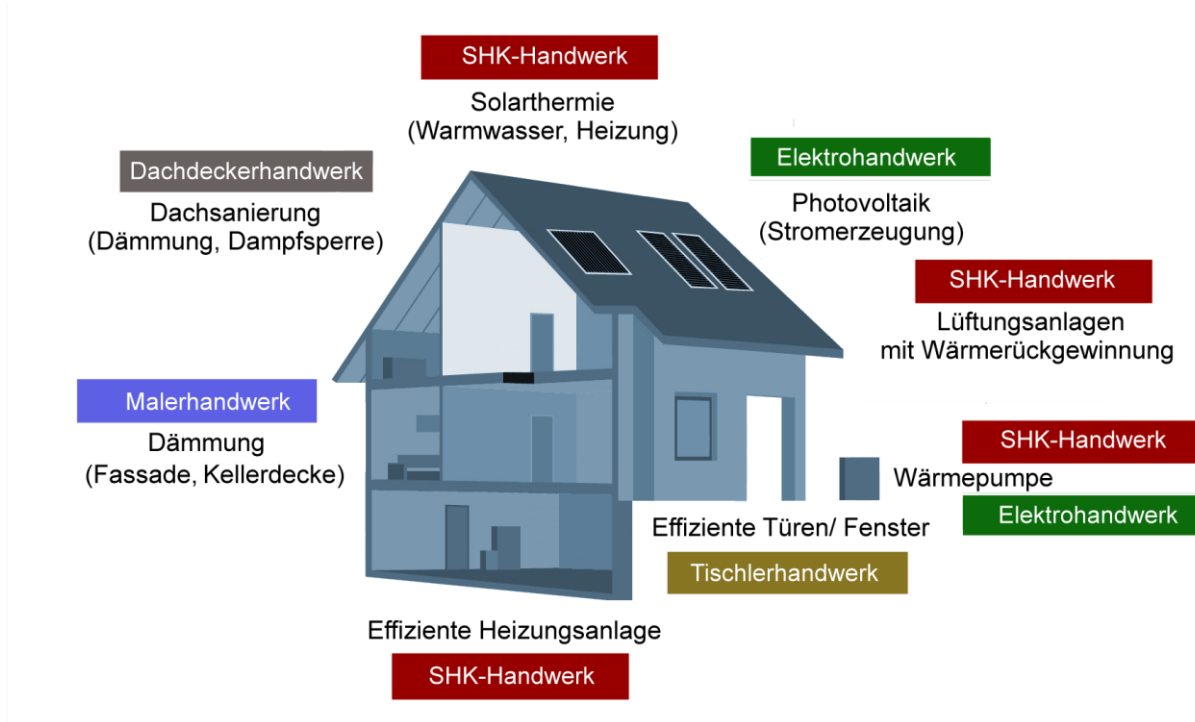 SHK-Handwerk
Solarthermie
(Warmwasser, Heizung)
Dachdeckerhandwerk
Dachsanierung
(Dämmung, Dampfsperre)
Elektrohandwerk
Photovoltaik
(Stromerzeugung)
SHK-Handwerk
Lüftungsanlagen
mit Wärmerückgewinnung
Malerhandwerk
Dämmung
(Fassade, Kellerdecke)
SHK-Handwerk
Wärmepumpe
Elektrohandwerk
Effiziente Türen/ Fenster
Tischlerhandwerk
Effiziente Heizungsanlage
SHK-Handwerk